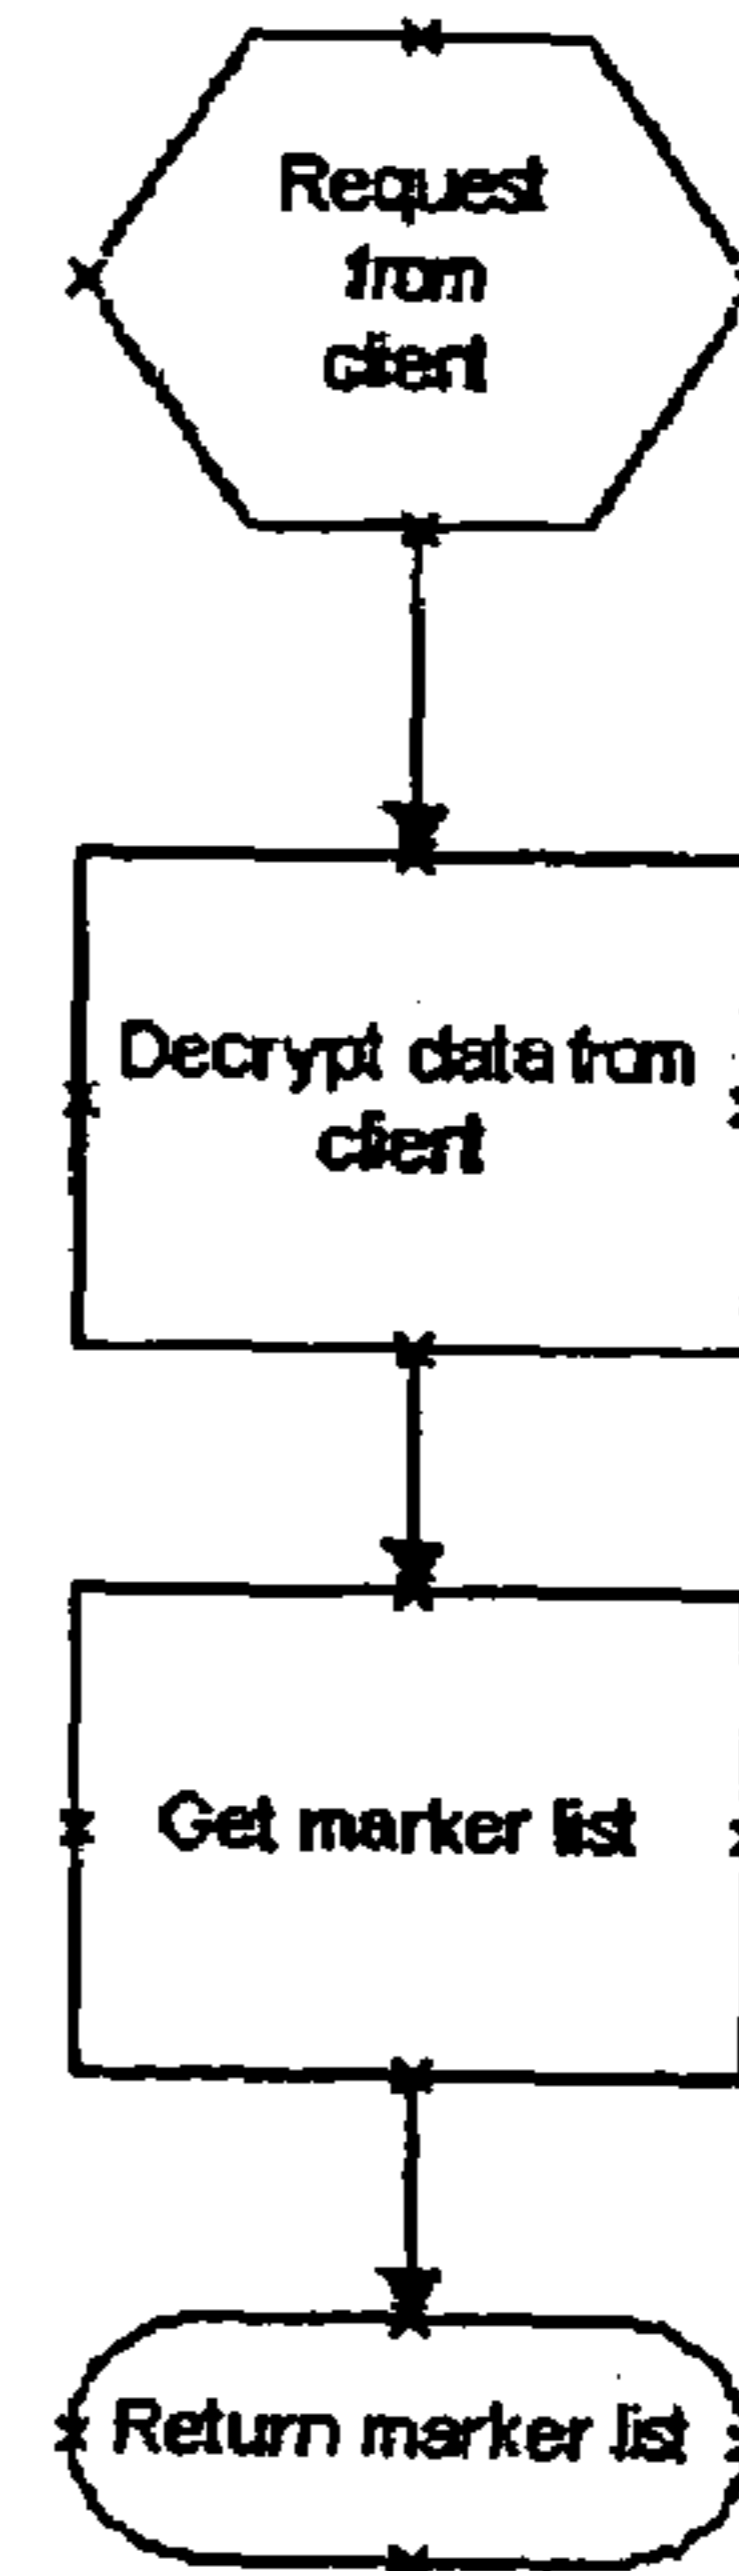 Request
from
client
Decrypt data from
client
Get marker list
Return marker list